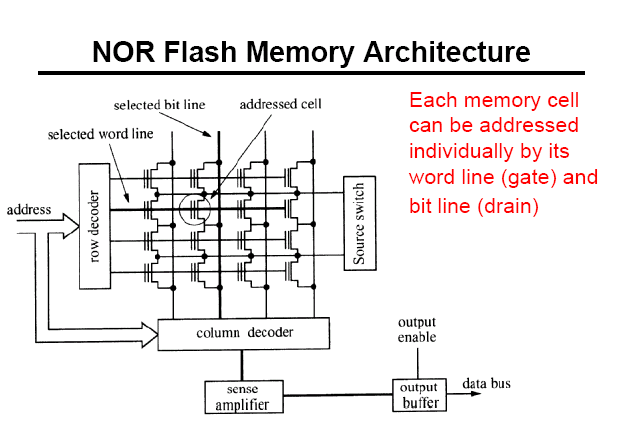 NOR Flash Memory Architecture
selected bit line
addressed cell
selected word line
Each memory cell
can be addressed
individually by its
word line (gate) and
bit line (drain)
address
row decoder
Source switch
column decoder
output
enable
sense
amplifier
output
buffer
data bus